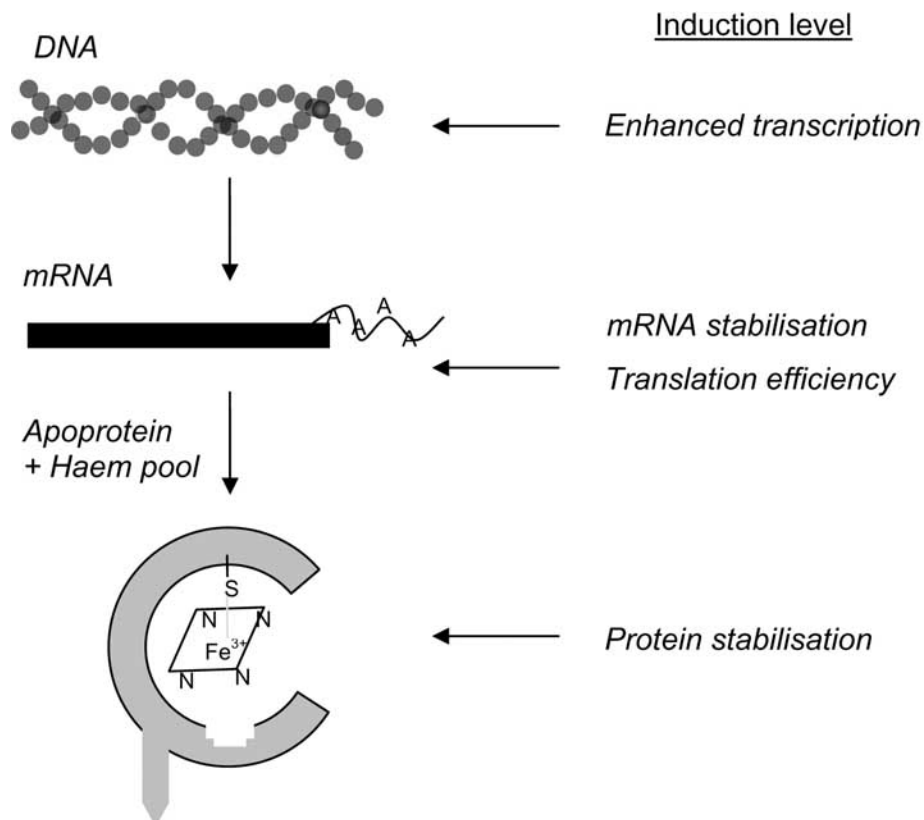 Induction level
DNA
Enhanced transcription
mRNA
A A A A
mRNA stabilisation
Translation efficiency
Apoprotein
+ Haem pool
S
N N
Fe3+
N N
Protein stabilisation